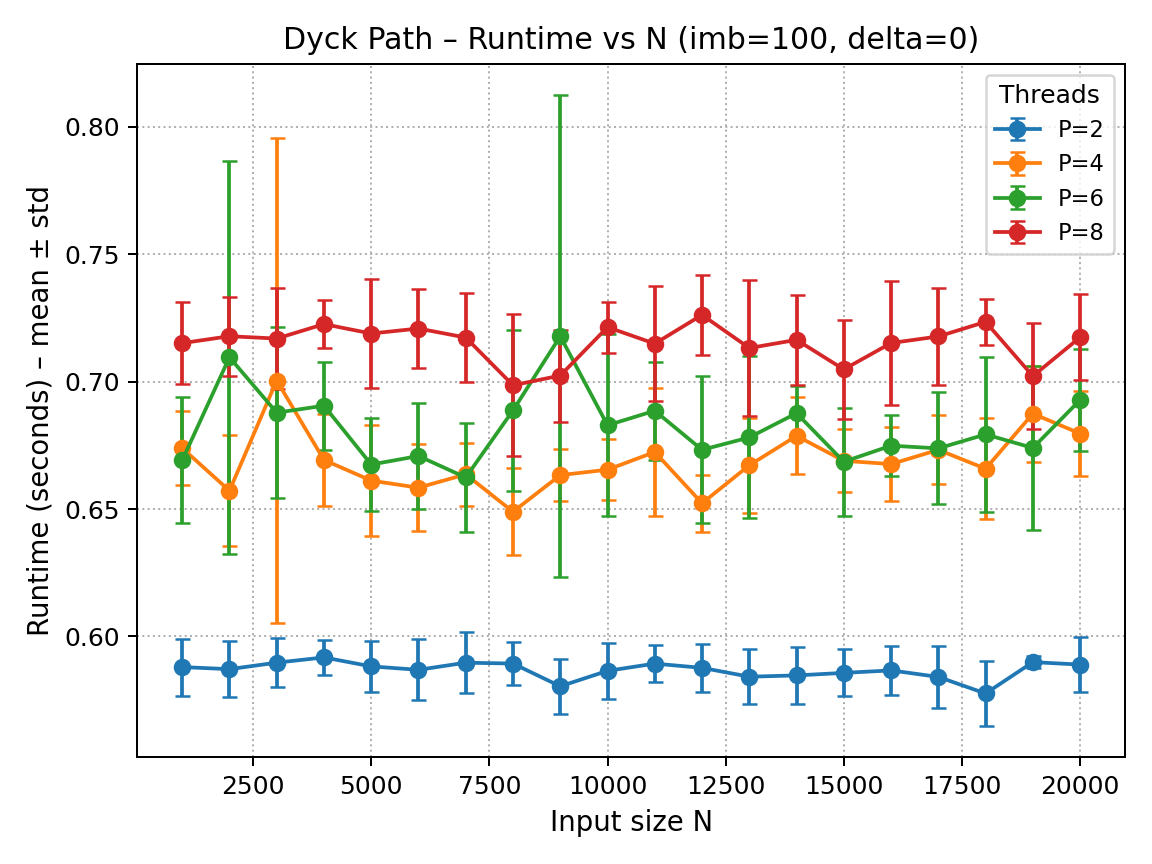 Dyck Path – Runtime vs N (imb=100, delta=0)
Runtime (seconds) – mean ± std
0.80
0.75
0.70
0.65
0.60
Threads
P=2
P=4
P=6
P=8
2500 5000 7500 10000 12500 15000 17500 20000
Input size N